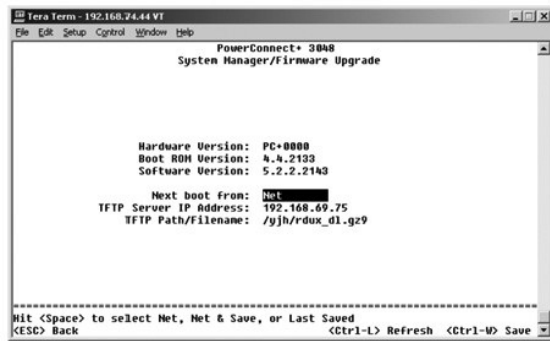 Tera Term - 192.168.74.44 VT
File Edit Setup Control Window Help
PowerConnect+ 3048
System Manager/Firmware Upgrade
Hardware Version: PC+0000
Boot ROM Version: 4.4.2133
Software Version: 5.2.2.2143
Next boot from: Net
TFTP Server IP Address: 192.168.69.75
TFTP Path/Filename: /yjh/rdux_dl.gz9
Hit <Space> to select Net, Net & Save, or Last Saved
<ESC> Back <Ctrl-L> Refresh <Ctrl-W> Save